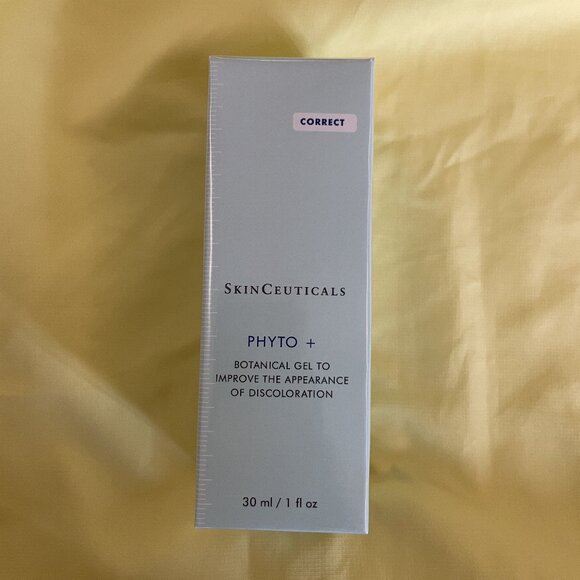 CORRECT
SKINCEUTICALS
PHYTO +
BOTANICAL GEL TO
IMPROVE THE APPEARANCE
OF DISCOLORATION
30 ml / 1 fl oz